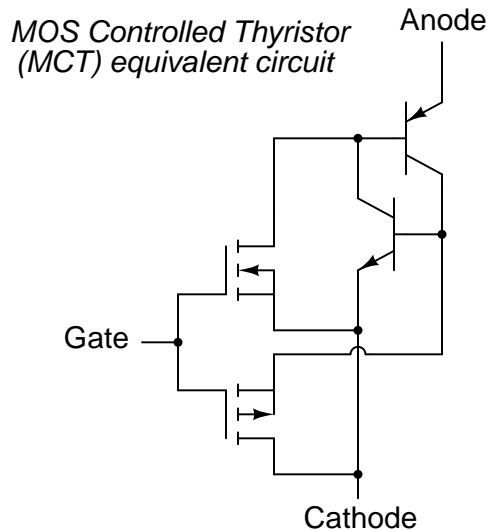 MOS Controlled Thyristor
(MCT) equivalent circuit
Anode
Gate
Cathode